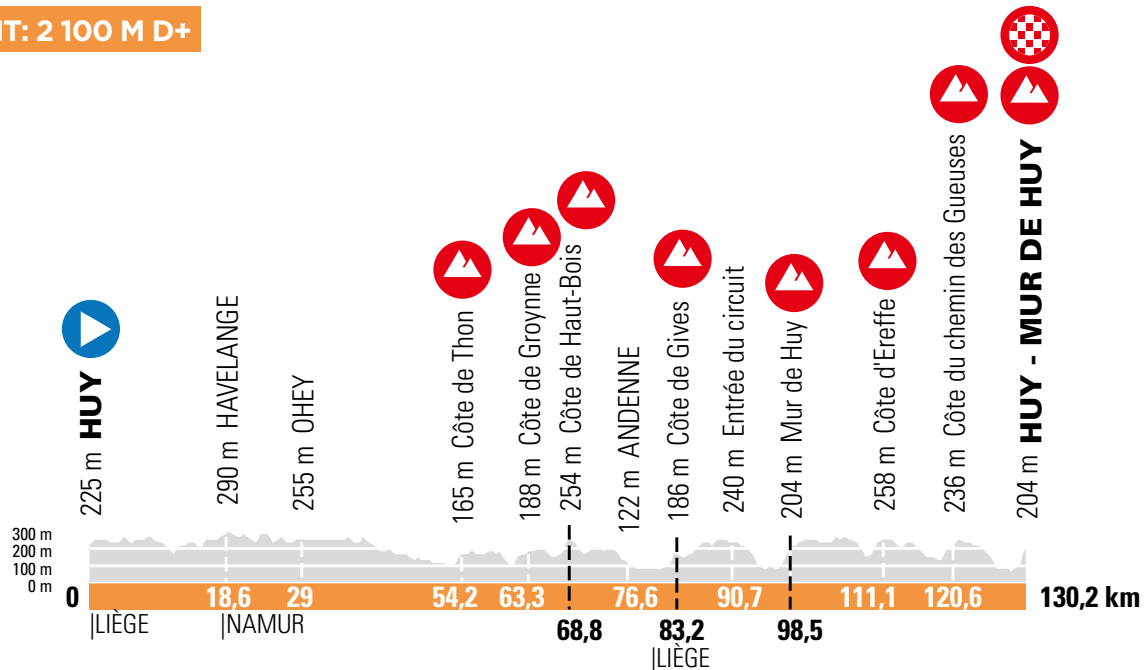 2 100 M D+
225 m HUY
290 m HAVELANGE
255 m OHEY
165 m Côte de Thon
188 m Côte de Groynne
254 m Côte de Haut-Bois
122 m ANDENNE
186 m Côte de Gives
240 m Entrée du circuit
204 m Mur de Huy
258 m Côte d'Ereffe
236 m Côte du chemin des Gueuses
204 m HUY - MUR DE HUY
300 m
200 m
100 m
0 m
0 18,6 29 54,2 63,3 76,6 90,7 111,1 120,6 130,2 km
|LIÈGE |NAMUR 68,8 83,2 98,5
|LIÈGE